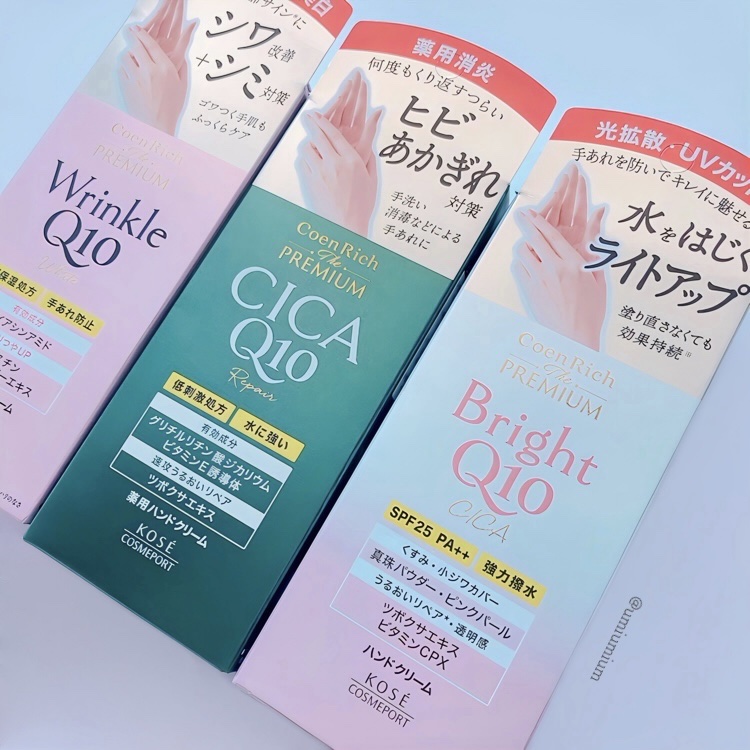 シワ
改善
+シミ
対策
ゴワつく手肌も
ふっくらケア
CoenRich
The
PREMIUM
Wrinkle
Q10
White
保湿処方
手あれ防止
有効成分
薬用消炎
何度もくり返すつらい
ヒビ
あかぎれ
対策
手洗い
消毒などによる
手あれに
CoenRich
The
PREMIUM
CICA
Q10
Repair
低刺激処方
水に強い
有効成分
グリチルリチン酸ジカリウム
ビタミンE誘導体
速攻うるおいリペア
ツボクサエキス
薬用ハンドクリーム
KOSÉ
COSMEPORT
光拡散・UVカット
手あれを防いでキレイに魅せる
水をはじく
ライトアップ
塗り直さなくても
効果持続※
CoenRich
The
PREMIUM
Bright
Q10
CICA
SPF25 PA++
強力撥水
くすみ・小ジワカバー
真珠パウダー・ピンクパール
うるおいリペア*・透明感
ツボクサエキス
ビタミンCPX
ハンドクリーム
KOSÉ
COSMEPORT
@umiumium